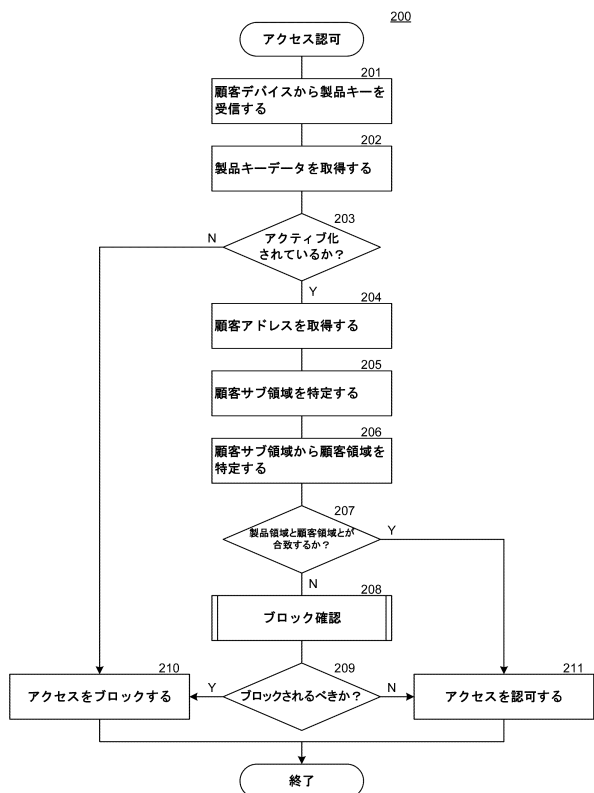 200
アクセス認可
201
顧客デバイスから製品キーを
受信する
202
製品キーデータを取得する
203
アクティブ化
されているか？
N
Y
204
顧客アドレスを取得する
205
顧客サブ領域を特定する
206
顧客サブ領域から顧客領域を
特定する
207
製品領域と顧客領域とが
合致するか？
Y
N
208
ブロック確認
209
ブロックされるべきか？
Y
N
210
アクセスをブロックする
211
アクセスを認可する
終了